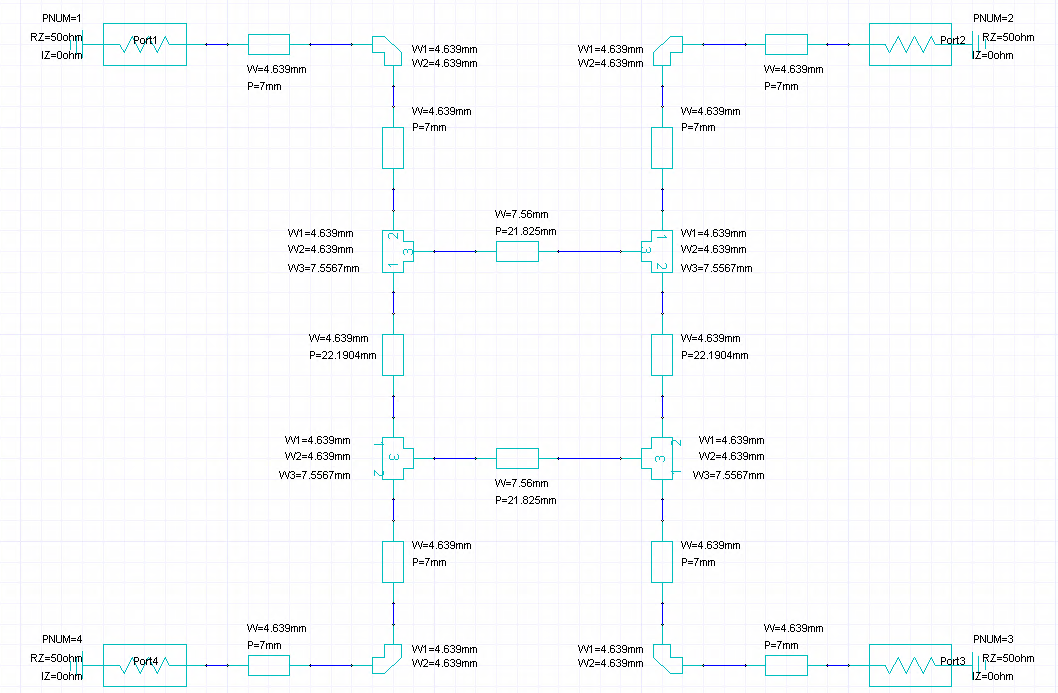 PNUM=1
RZ=50ohm
IZ=0ohm
Port1
W=4.639mm
P=7mm
W1=4.639mm
W2=4.639mm
W1=4.639mm
W2=4.639mm
W=4.639mm
P=7mm
Port2
PNUM=2
RZ=50ohm
IZ=0ohm
W=4.639mm
P=7mm
W=4.639mm
P=7mm
W1=4.639mm
W2=4.639mm
W3=7.5567mm
2
3
1
W=7.56mm
P=21.825mm
1
3
2
W1=4.639mm
W2=4.639mm
W3=7.5567mm
W=4.639mm
P=22.1904mm
W=4.639mm
P=22.1904mm
W1=4.639mm
W2=4.639mm
W3=7.5567mm
1
3
2
W=7.56mm
P=21.825mm
2
3
1
W1=4.639mm
W2=4.639mm
W3=7.5567mm
W=4.639mm
P=7mm
W=4.639mm
P=7mm
PNUM=4
RZ=50ohm
IZ=0ohm
Port4
W=4.639mm
P=7mm
W1=4.639mm
W2=4.639mm
W1=4.639mm
W2=4.639mm
W=4.639mm
P=7mm
Port3
PNUM=3
RZ=50ohm
IZ=0ohm